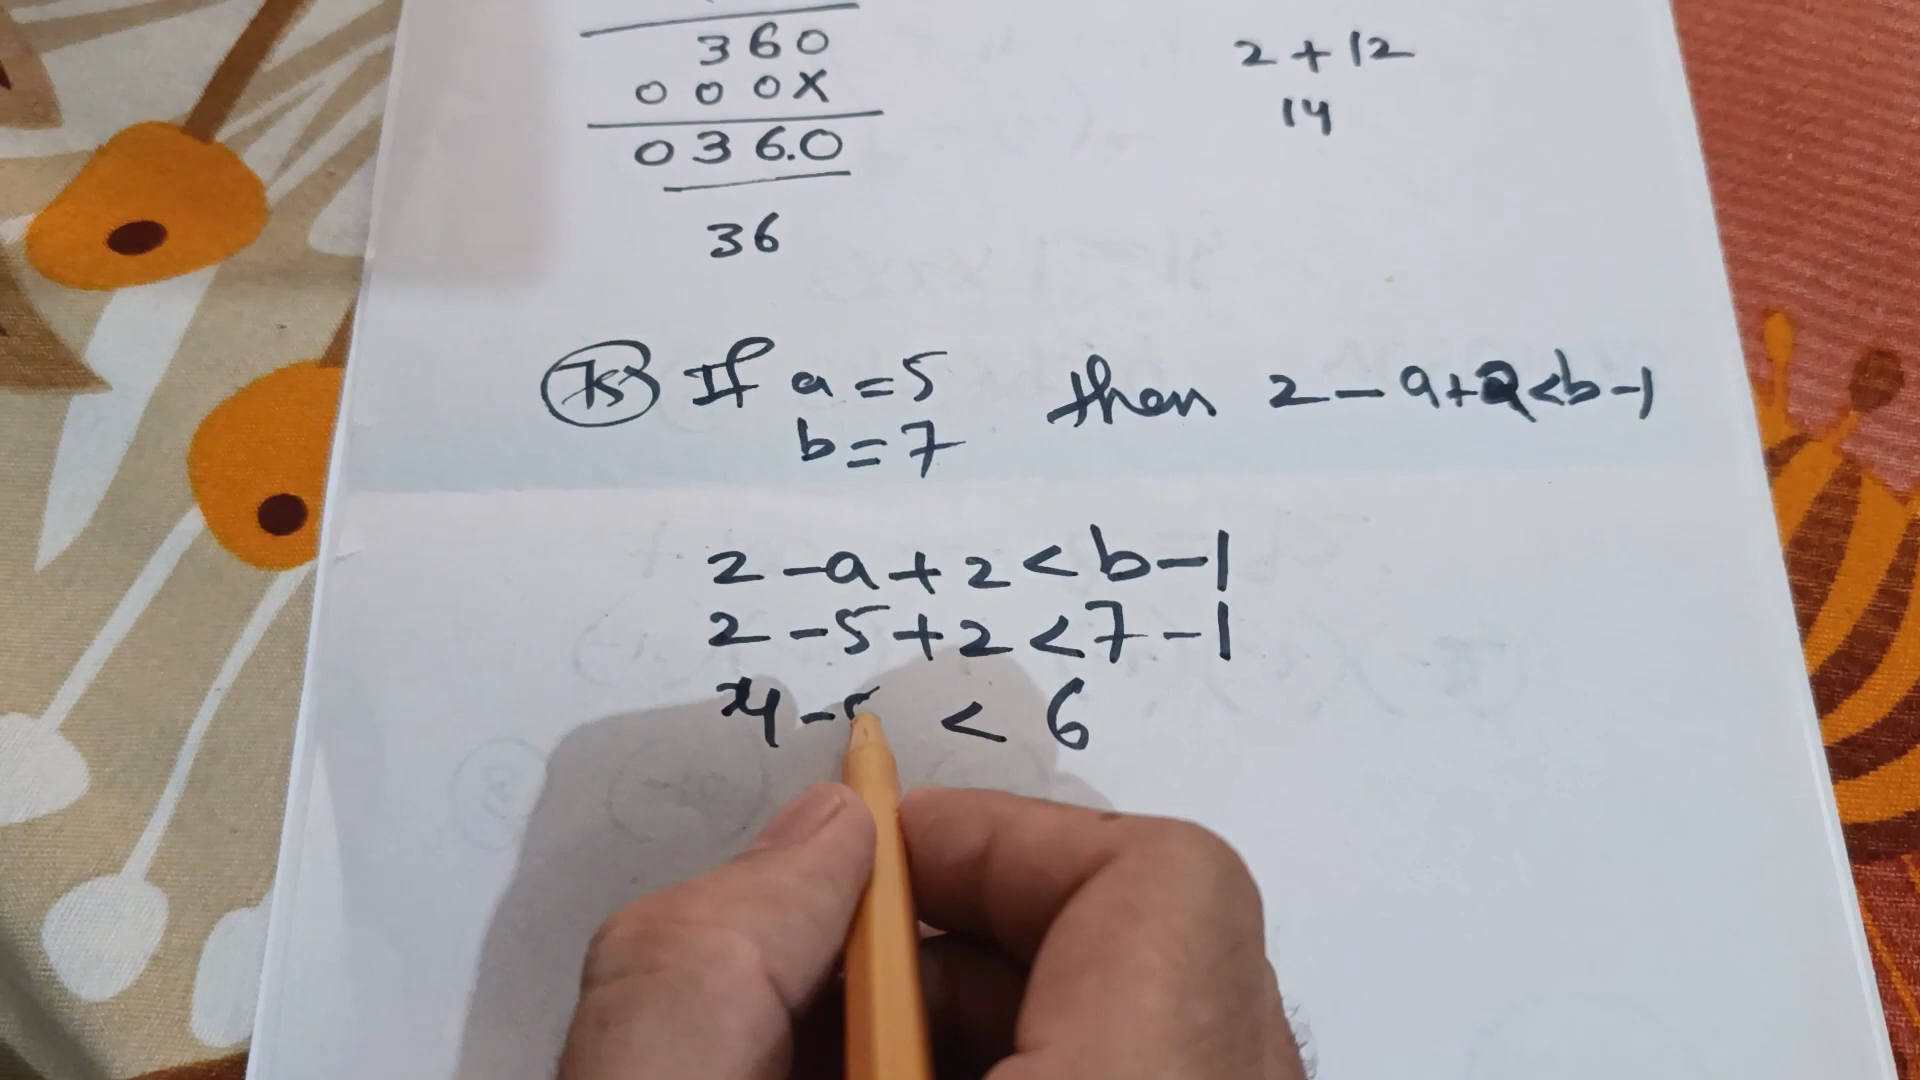 360
000X
036.0
36
2+12
14
75 If a=5 then 2-a+2<b-1
b=7
2-a+2<b-1
2-5+2<7-1
4-5 < 6